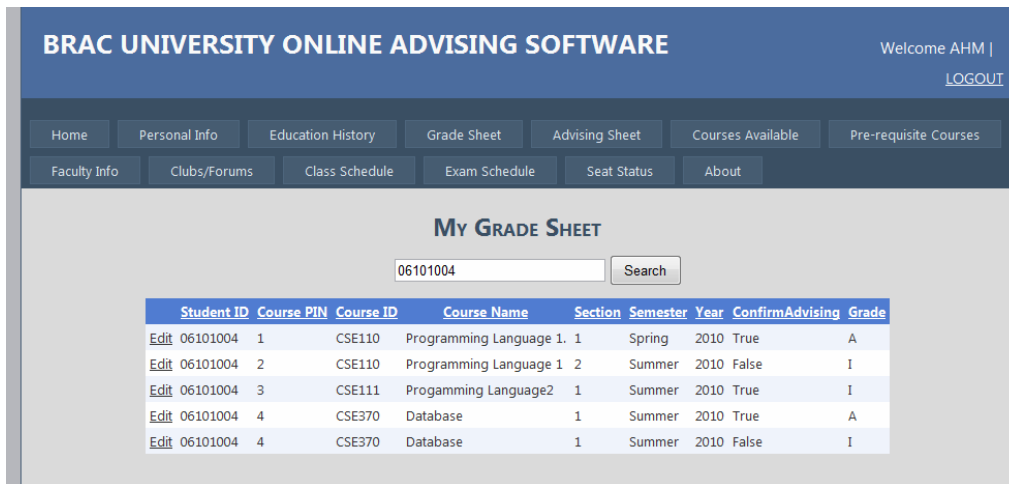 BRAC UNIVERSITY ONLINE ADVISING SOFTWARE
Welcome AHM |
LOGOUT
Home Personal Info Education History Grade Sheet Advising Sheet Courses Available Pre-requisite Courses
Faculty Info Clubs/Forums Class Schedule Exam Schedule Seat Status About
My Grade Sheet
06101004 Search
Student ID Course PIN Course ID Course Name Section Semester Year ConfirmAdvising Grade
Edit 06101004 1 CSE110 Programming Language 1. 1 Spring 2010 True A
Edit 06101004 2 CSE110 Programming Language 1 2 Summer 2010 False I
Edit 06101004 3 CSE111 Progamming Language2 1 Summer 2010 True I
Edit 06101004 4 CSE370 Database 1 Summer 2010 True A
Edit 06101004 4 CSE370 Database 1 Summer 2010 False I